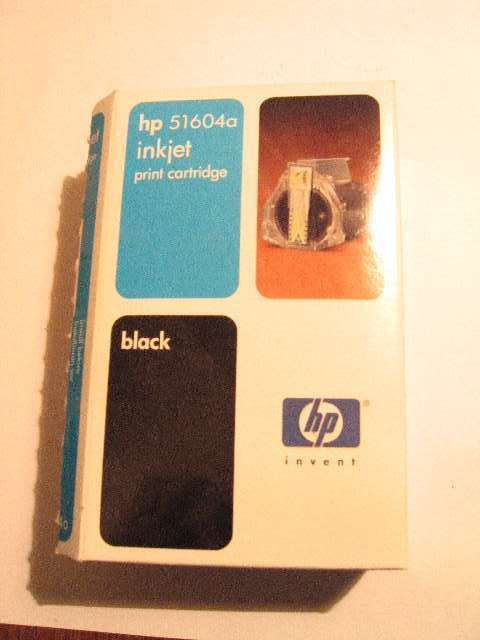 hp 51604a
inkjet
print cartridge
black
hp
invent